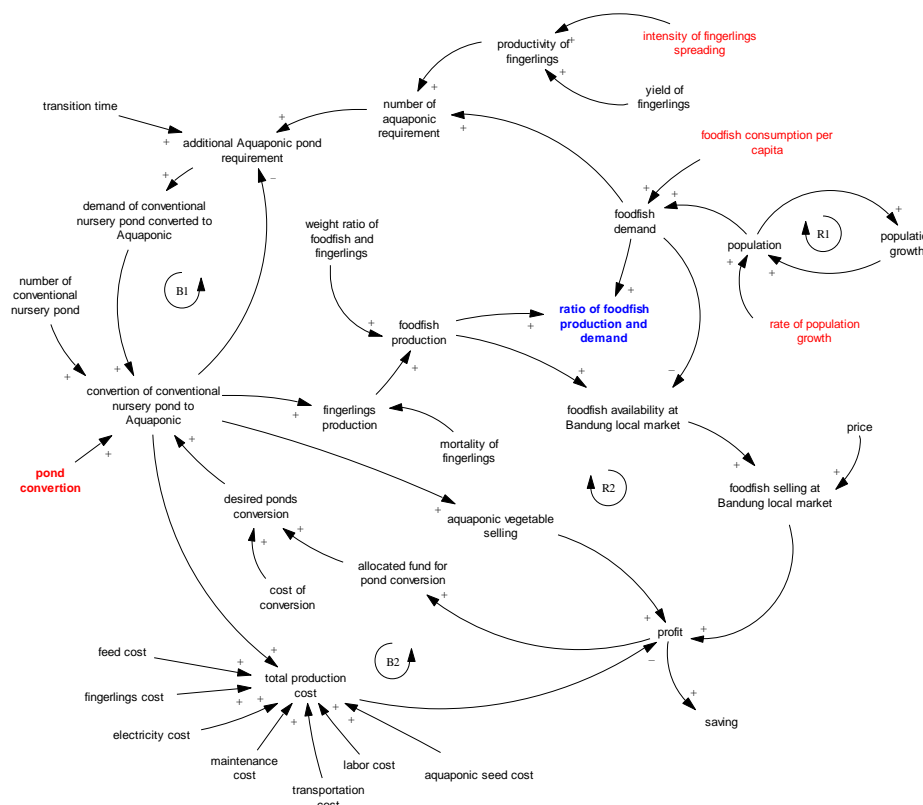 intensity of fingerlings
spreading
productivity of
fingerlings
yield of
fingerlings
transition time
number of
aquaponic
requirement
additional Aquaponic pond
requirement
foodfish consumption per
capita
demand of conventional
nursery pond converted to
Aquaponic
weight ratio of
foodfish and
fingerlings
foodfish
demand
population
R1
populati
growth
number of
conventional
nursery pond
B1
foodfish
production
ratio of foodfish
production and
demand
rate of population
growth
convertion of conventional
nursery pond to
Aquaponic
fingerlings
production
foodfish availability at
Bandung local market
mortality of
fingerlings
price
pond
convertion
desired ponds
conversion
aquaponic vegetable
selling
R2
foodfish selling at
Bandung local market
allocated fund for
pond conversion
cost of
conversion
profit
feed cost
B2
total production
cost
fingerlings cost
saving
electricity cost
maintenance
cost
labor cost
aquaponic seed cost
transportation
cost